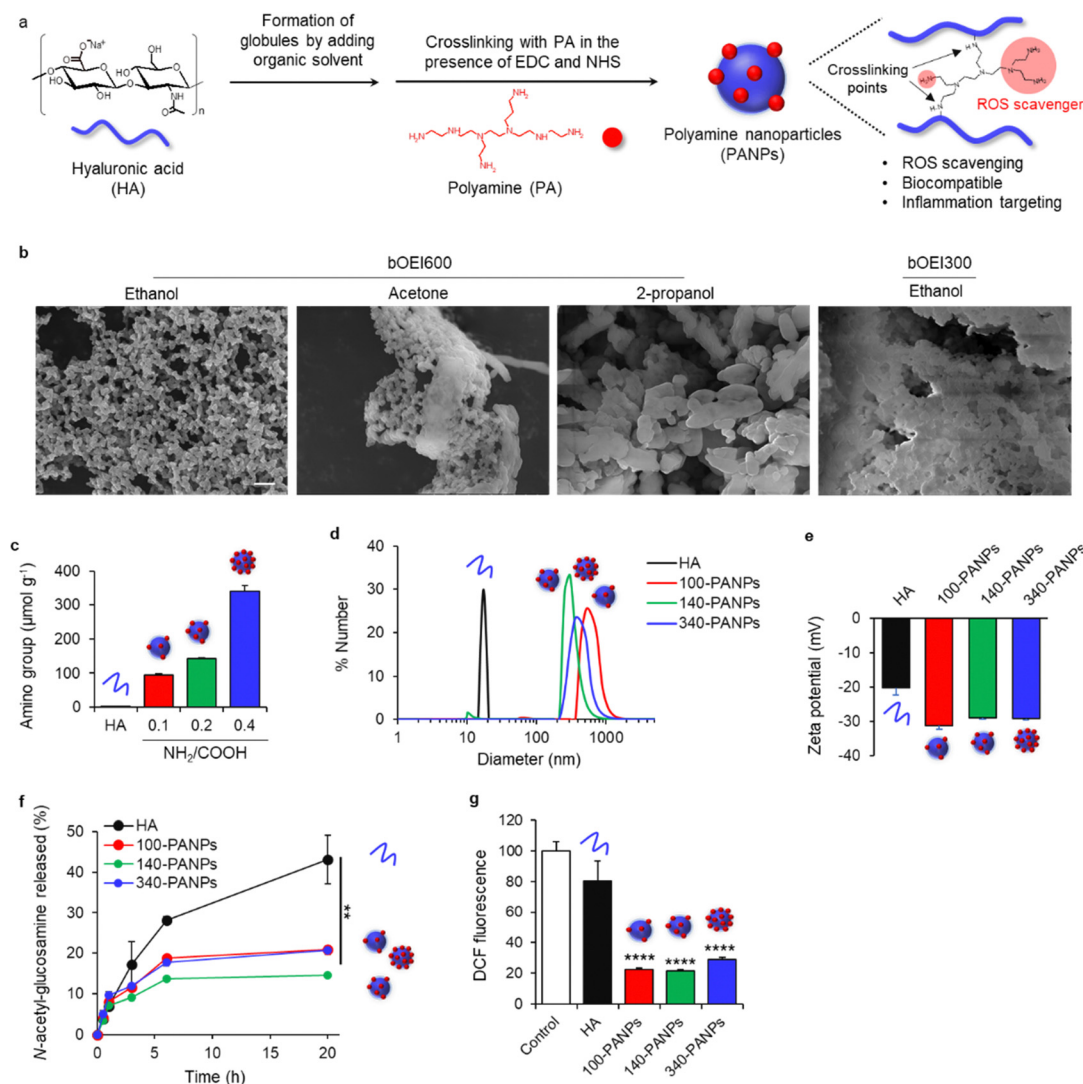 a
Formation of
globules by adding
organic solvent
Crosslinking with PA in the
presence of EDC and NHS
Crosslinking
points
ROS scavenger
Hyaluronic acid
(HA)
Polyamine (PA)
Polyamine nanoparticles
(PANPs)
• ROS scavenging
• Biocompatible
• Inflammation targeting
b
bOEI600
bOEI300
Ethanol
Acetone
2-propanol
Ethanol
c
Amino group (µmol g⁻¹)
400
300
200
100
0
HA
0.1
0.2
0.4
NH₂/COOH
d
% Number
40
30
20
10
0
1
10
100
1000
Diameter (nm)
HA
100-PANPs
140-PANPs
340-PANPs
e
HA
100-PANPs
140-PANPs
340-PANPs
Zeta potential (mV)
0
-10
-20
-30
-40
f
N-acetyl-glucosamine released (%)
50
40
30
20
10
0
0
5
10
15
20
Time (h)
HA
100-PANPs
140-PANPs
340-PANPs
**
g
DCF fluorescence
120
100
80
60
40
20
0
****
****
****
Control
HA
100-PANPs
140-PANPs
340-PANPs